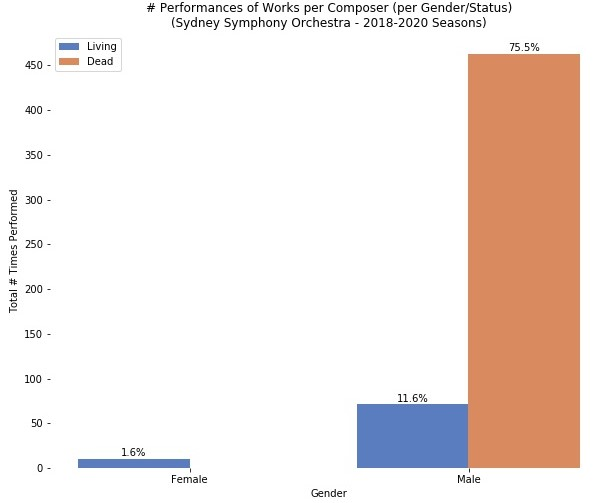 # Performances of Works per Composer (per Gender/Status)
(Sydney Symphony Orchestra - 2018-2020 Seasons)
Living
Dead
75.5%
11.6%
1.6%
450
400
350
300
250
200
150
100
50
0
Total # Times Performed
Female
Male
Gender